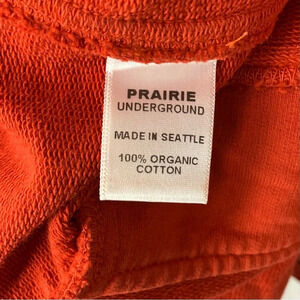 PRAIRIE
UNDERGROUND
MADE IN SEATTLE
100% ORGANIC
COTTON